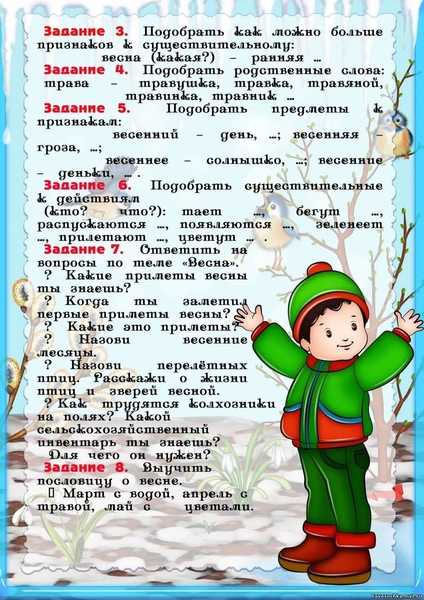 Задание 3. Подобрать как можно больше
признаков к существительному:
весна (какая?) – ранняя …
Задание 4. Подобрать родственные слова:
трава – травушка, травка, травяной,
травинка, травник …
Задание 5. Подобрать предметы к
признакам:
весенний – день, …; весенняя –
гроза, …;
весеннее – солнышко, …; весенние
– деньки, … .
Задание 6. Подобрать существительные
к действиям
(кто? что?): тает …, бегут …,
распускаются …, появляются …, зеленеет
…, прилетают …, цветут … .
Задание 7. Ответить на
вопросы по теме «Весна».
? Какие приметы весны
ты знаешь?
? Когда ты заметил
первые приметы весны?
? Какие это приметы?
? Назови весенние
месяцы.
? Назови перелётных
птиц. Расскажи о жизни
птиц и зверей весной.
? Как трудятся колхозники
на полях? Какой
сельскохозяйственный
инвентарь ты знаешь?
Для чего он нужен?
Задание 8. Выучить
пословицу о весне.
Март с водой, апрель с
травой, май с цветами.